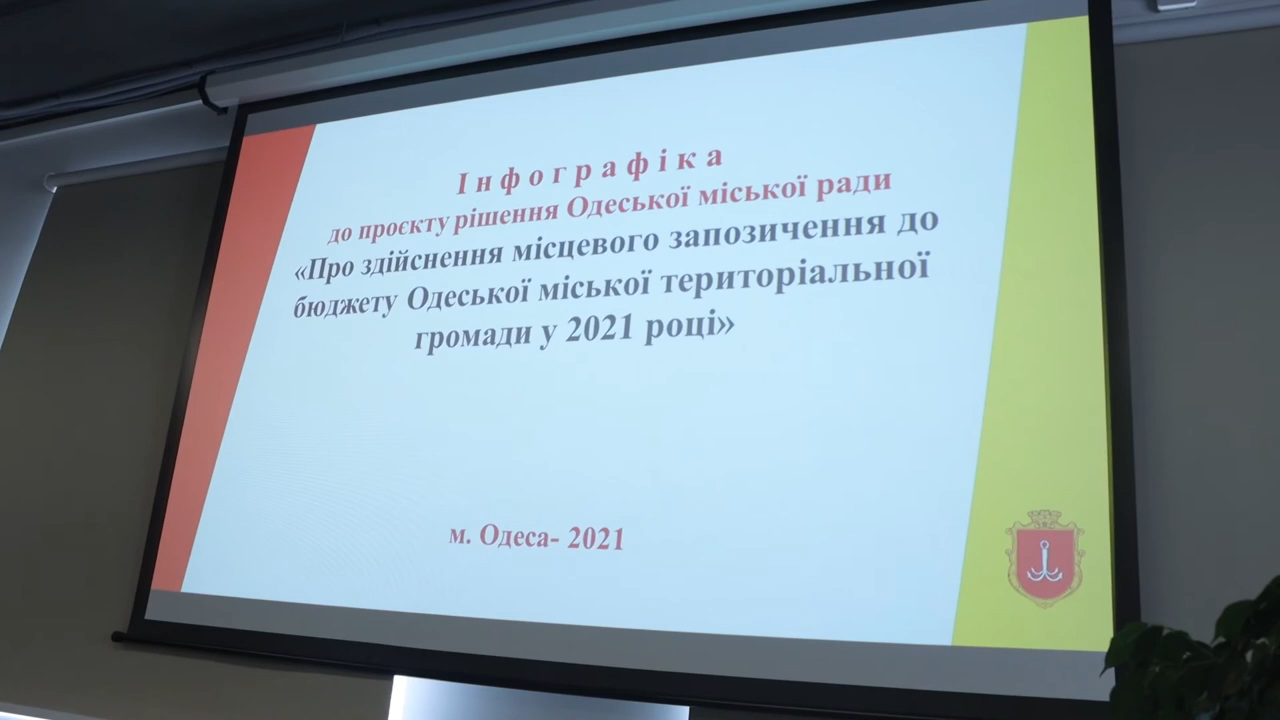 Інфографіка
до проєкту рішення Одеської міської ради
«Про здійснення місцевого запозичення до
бюджету Одеської міської територіальної
громади у 2021 році»
м. Одеса- 2021